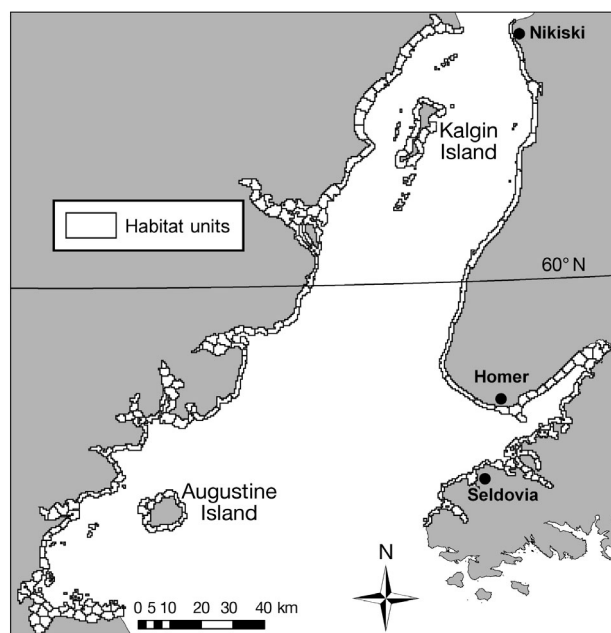 Nikiski
Kalgin
Island
Habitat units
60° N
Homer
Augustine
Island
Seldovia
N
0 5 10 20 30 40 km